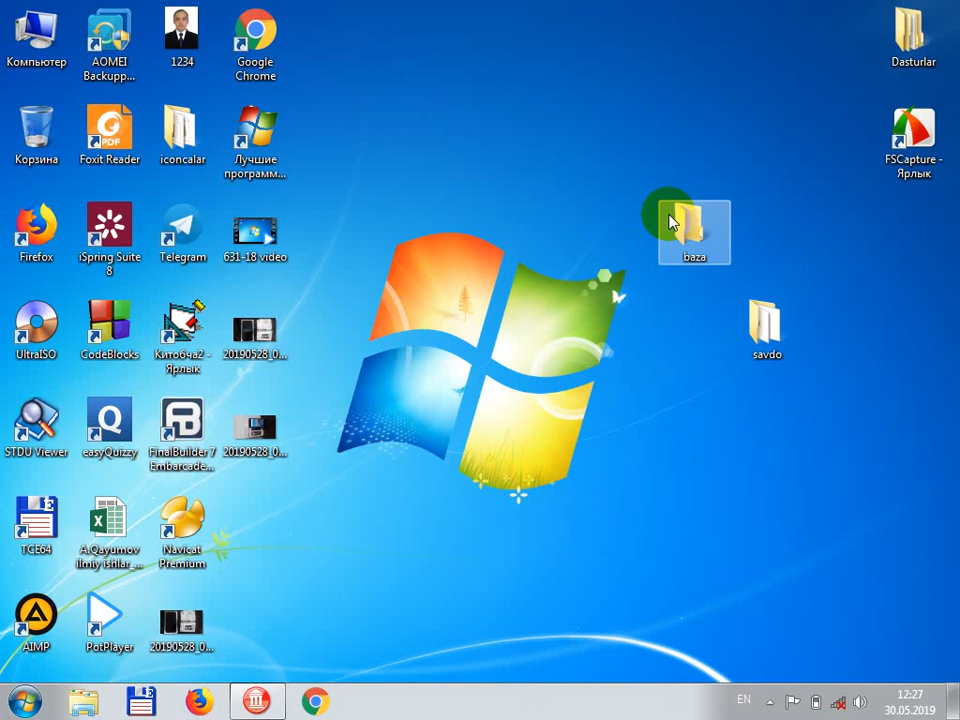 Компьютер
AOMEI
Backupp...
1234
Google
Chrome
Dasturlar
Корзина
PDF
Foxit Reader
iconcalar
Лучшие
программ...
FSCapture -
Ярлык
Firefox
iSpring Suite
8
Telegram
631-18 video
baza
UltraISO
CodeBlocks
Китобча2 -
Ярлык
20190528_0...
savdo
STDU Viewer
Q
easyQuizzy
FinalBuilder 7
Embarcade...
20190528_0...
E
TCE64
X
A.Qayumov
ilmiy ishlar_...
Navicat
Premium
AIMP
PotPlayer
20190528_0...
E
EN
12:27
30.05.2019